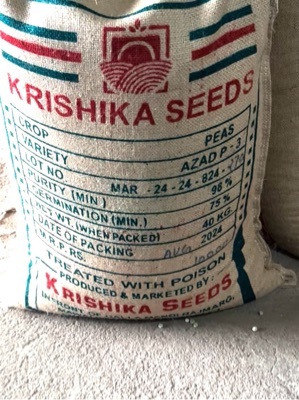 KRISHIKA SEEDS
CROP PEAS
VARIETY AZAD P - 3
LOT NO MAR - 24 - 24 - 824 -
PURITY (MIN) 98 %
GERMINATION (MIN.) 75 %
NET WT. (WHEN PACKED) 40 KG.
DATE OF PACKING AUG 2024
M.R.P. RS.
TREATED WITH POISON
PRODUCED & MARKETED BY :
KRISHIKA SEEDS